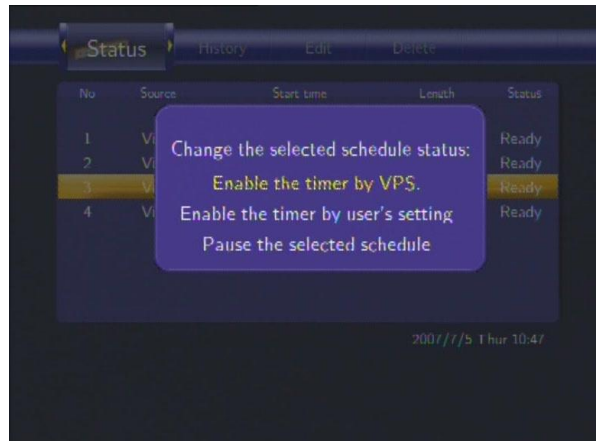 Status History Edit Delete
No Source Start time Length Status
Change the selected schedule status:
Enable the timer by VPS.
Enable the timer by user's setting
Pause the selected schedule
1 Ready
2 Ready
3 Ready
4 Ready
2007/7/5 Thur 10:47